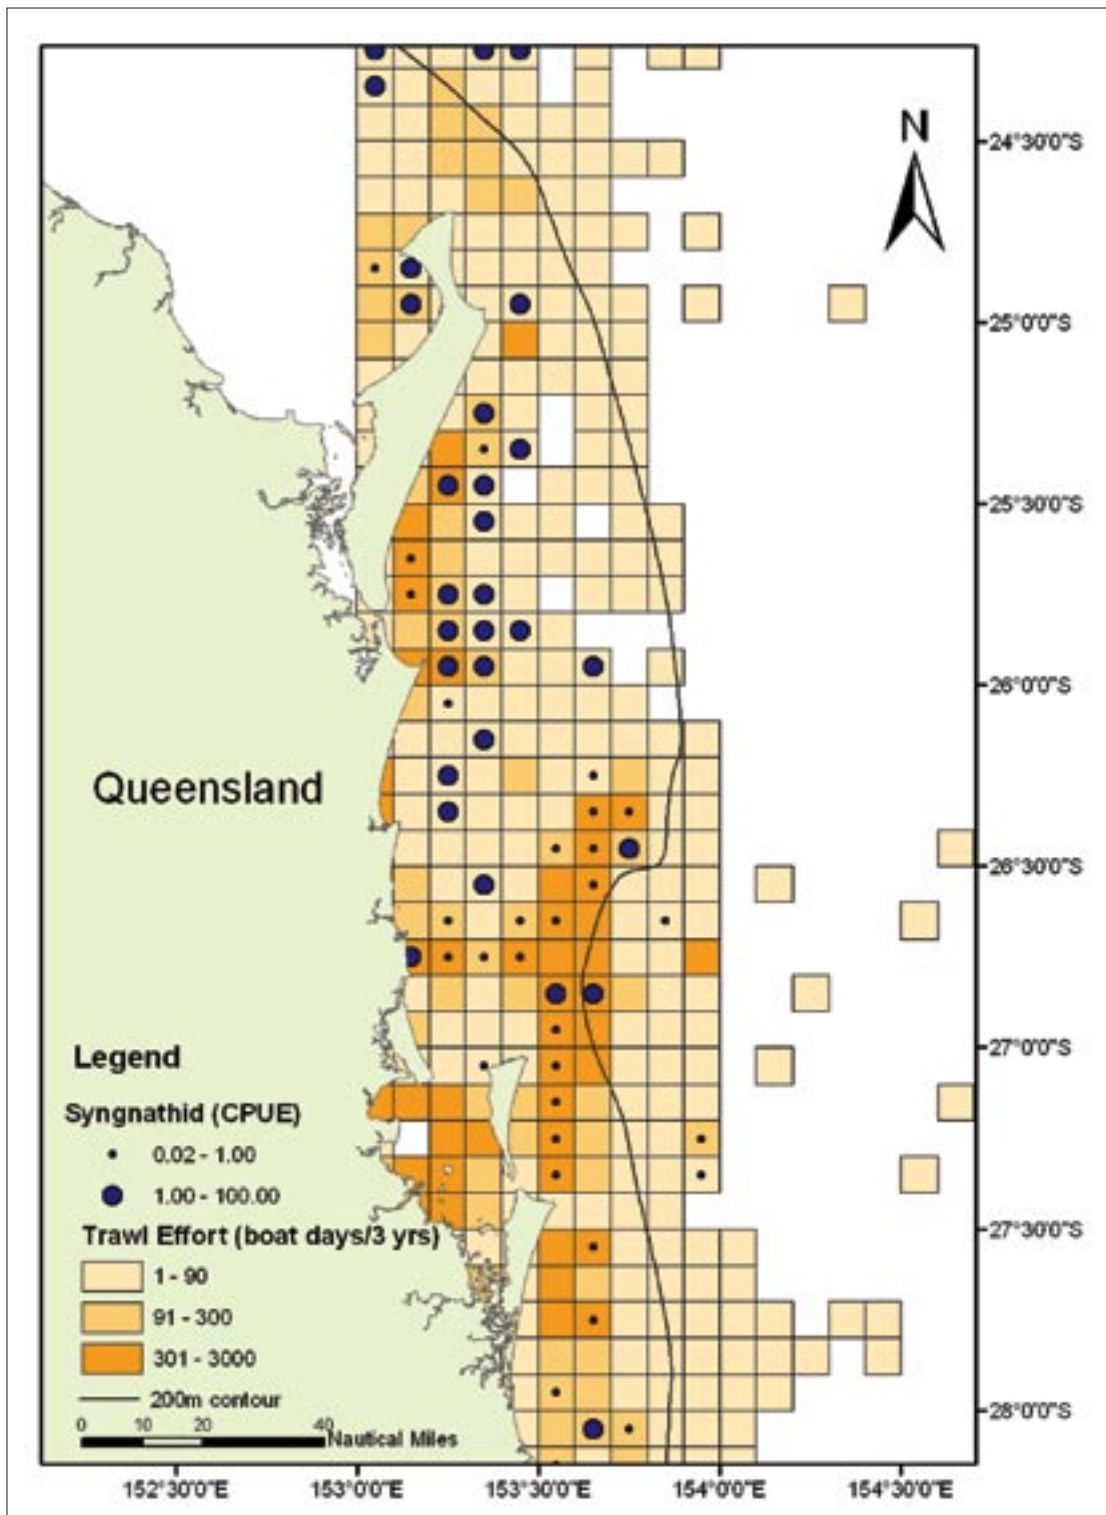 N
24°30'0"S
25°0'0"S
25°30'0"S
26°0'0"S
Queensland
26°30'0"S
27°0'0"S
Legend
Syngnathid (CPUE)
0.02 - 1.00
1.00 - 100.00
27°30'0"S
Trawl Effort (boat days/3 yrs)
1 - 90
91 - 300
301 - 3000
200m contour
28°0'0"S
0 10 20 40
Nautical Miles
152°30'0"E 153°0'0"E 153°30'0"E 154°0'0"E 154°30'0"E